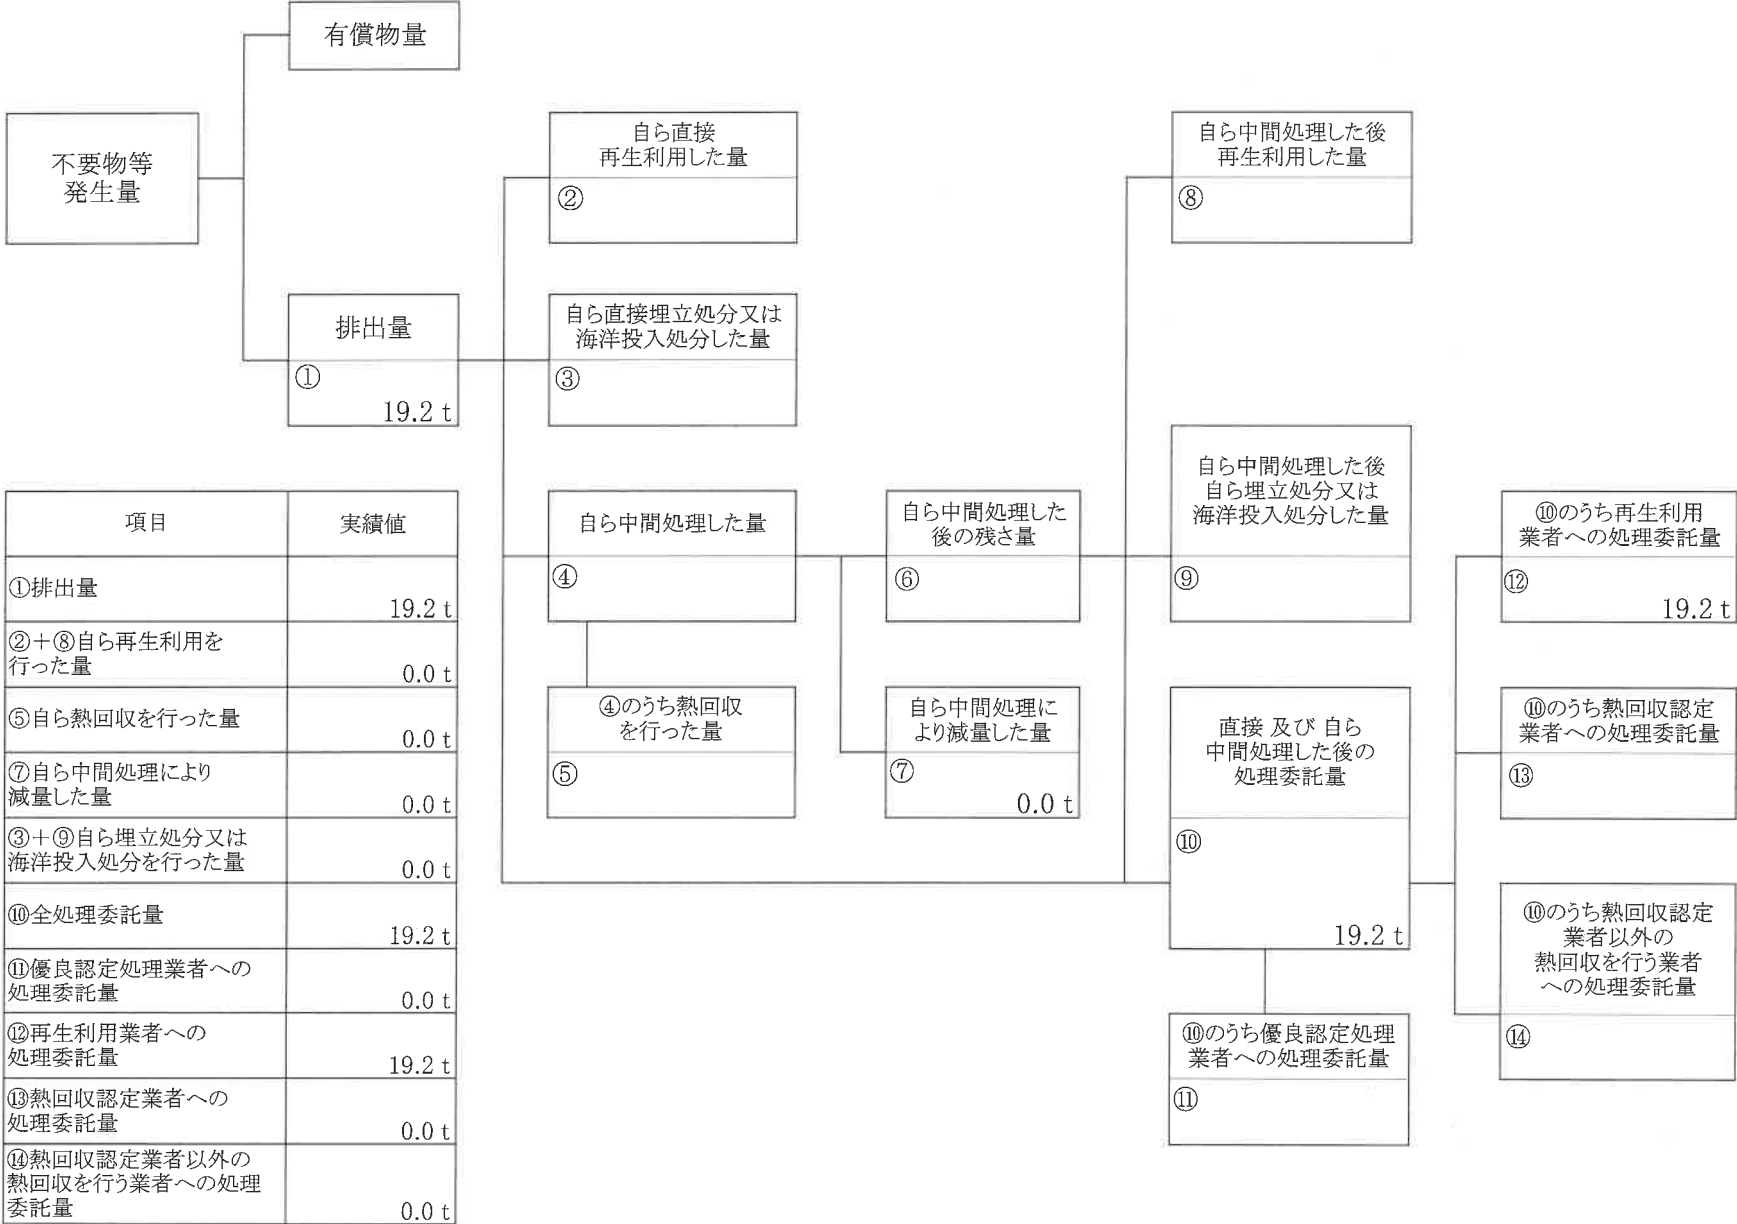 有償物量
不要物等
発生量
排出量
①
19.2 t
自ら直接
再生利用した量
②
自ら直接埋立処分又は
海洋投入処分した量
③
自ら中間処理した量
④
④のうち熱回収
を行った量
⑤
自ら中間処理した
後の残さ量
⑥
自ら中間処理に
より減量した量
⑦
0.0 t
自ら中間処理した後
再生利用した量
⑧
自ら中間処理した後
自ら埋立処分又は
海洋投入処分した量
⑨
直接 及び 自ら
中間処理した後の
処理委託量
⑩
19.2 t
⑩のうち優良認定処理
業者への処理委託量
⑪
⑩のうち再生利用
業者への処理委託量
⑫
19.2 t
⑩のうち熱回収認定
業者への処理委託量
⑬
⑩のうち熱回収認定
業者以外の
熱回収を行う業者
への処理委託量
⑭
項目 実績値
①排出量
19.2 t
②＋⑧自ら再生利用を
行った量
0.0 t
⑤自ら熱回収を行った量
0.0 t
⑦自ら中間処理により
減量した量
0.0 t
③＋⑨自ら埋立処分又は
海洋投入処分を行った量
0.0 t
⑩全処理委託量
19.2 t
⑪優良認定処理業者への
処理委託量
0.0 t
⑫再生利用業者への
処理委託量
19.2 t
⑬熱回収認定業者への
処理委託量
0.0 t
⑭熱回収認定業者以外の
熱回収を行う業者への処理
委託量
0.0 t